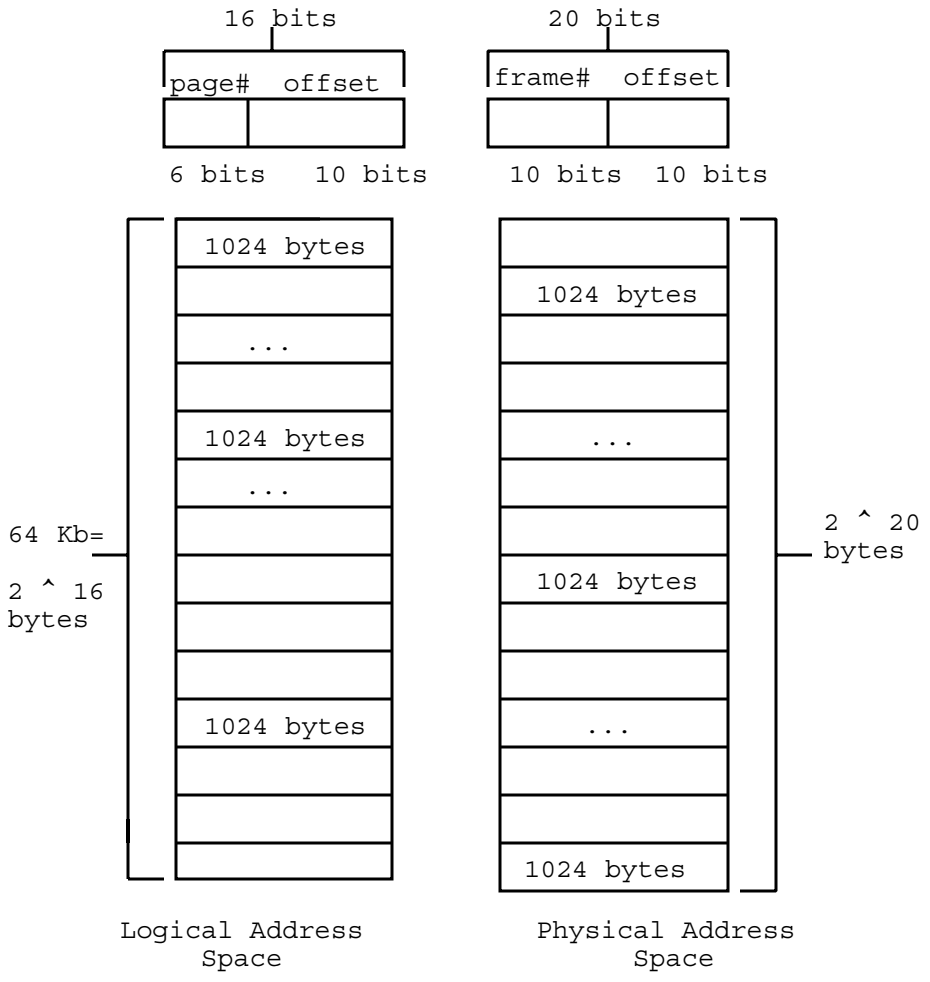 16 bits
20 bits
page# offset
frame# offset
6 bits 10 bits
10 bits 10 bits
1024 bytes
1024 bytes
...
1024 bytes
...
...
64 Kb=
2 ^ 16
bytes
2 ^ 20
bytes
1024 bytes
1024 bytes
...
1024 bytes
Logical Address
Space
Physical Address
Space